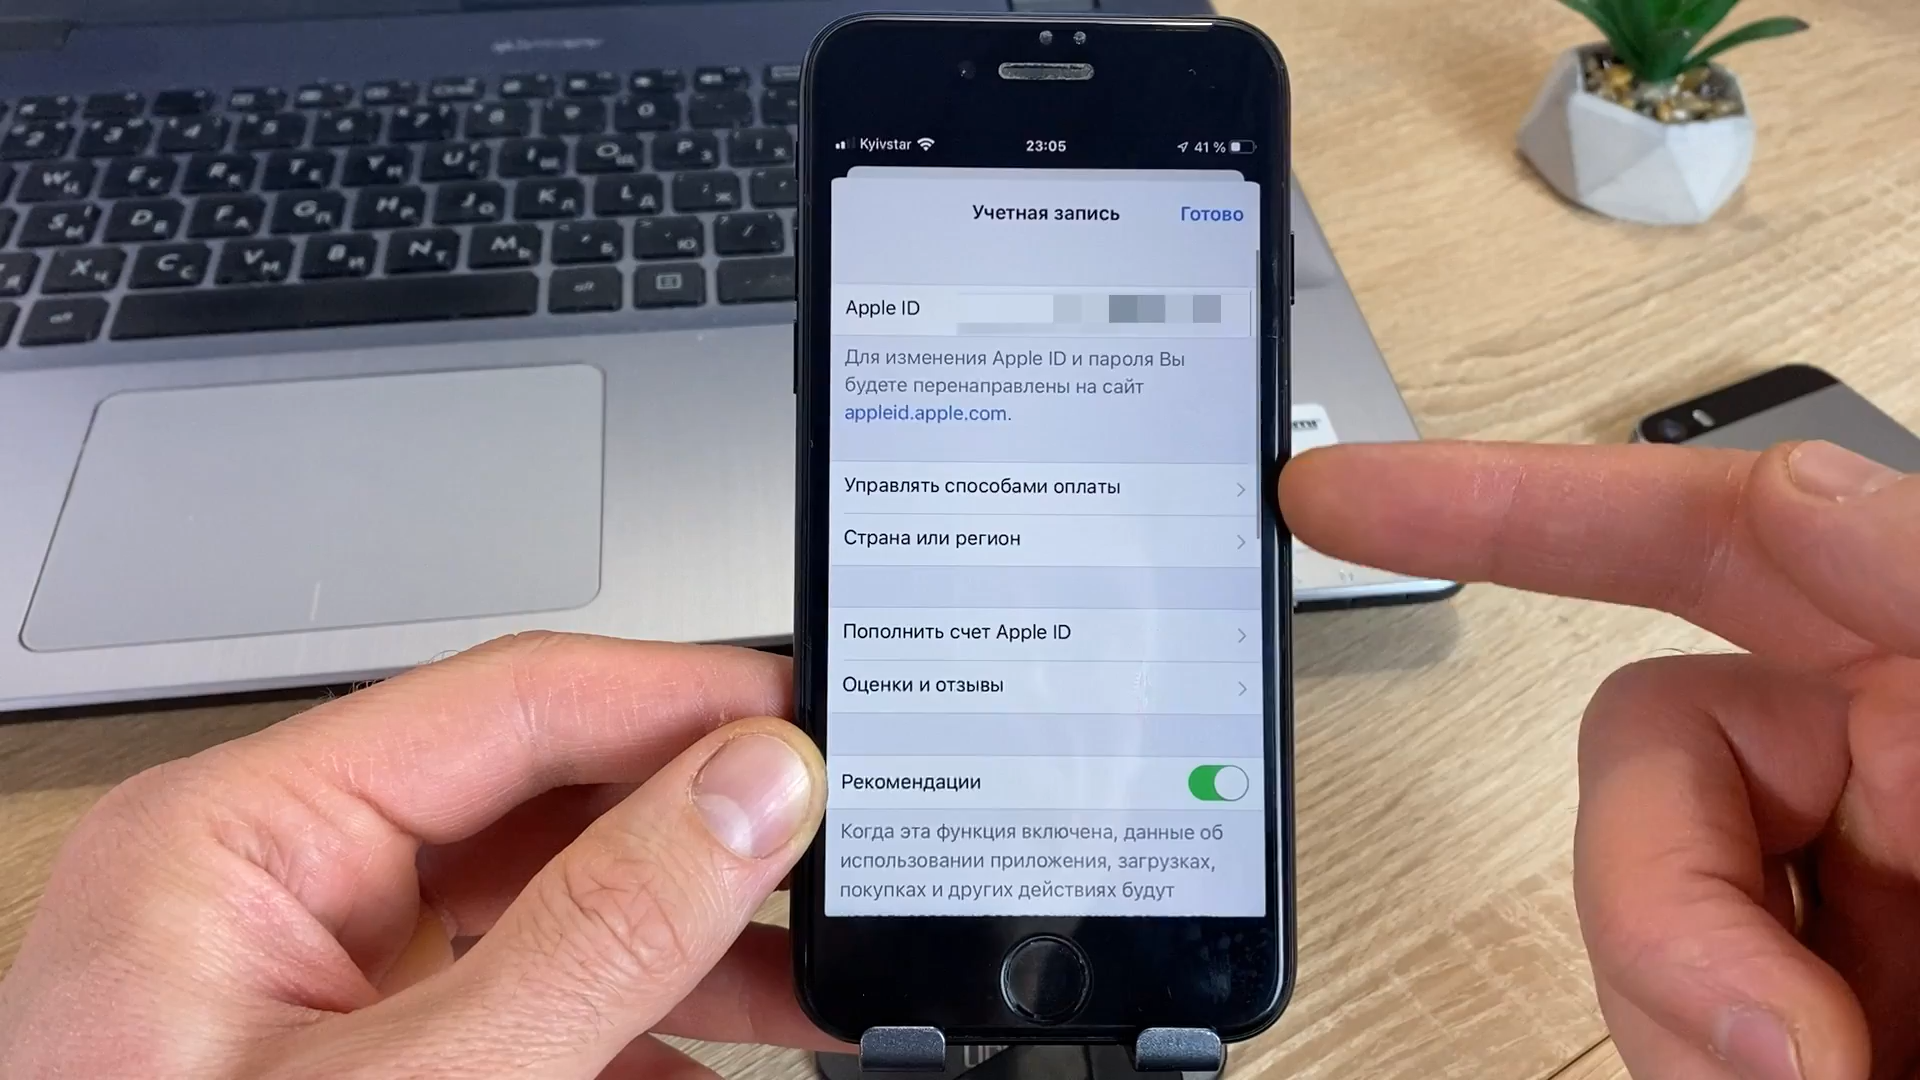 Kyivstar
23:05
41 %
Учетная запись
Готово
Apple ID
Для изменения Apple ID и пароля Вы
будете перенаправлены на сайт
appleid.apple.com.
Управлять способами оплаты
Страна или регион
Пополнить счет Apple ID
Оценки и отзывы
Рекомендации
Когда эта функция включена, данные об
использовании приложения, загрузках,
покупках и других действиях будут